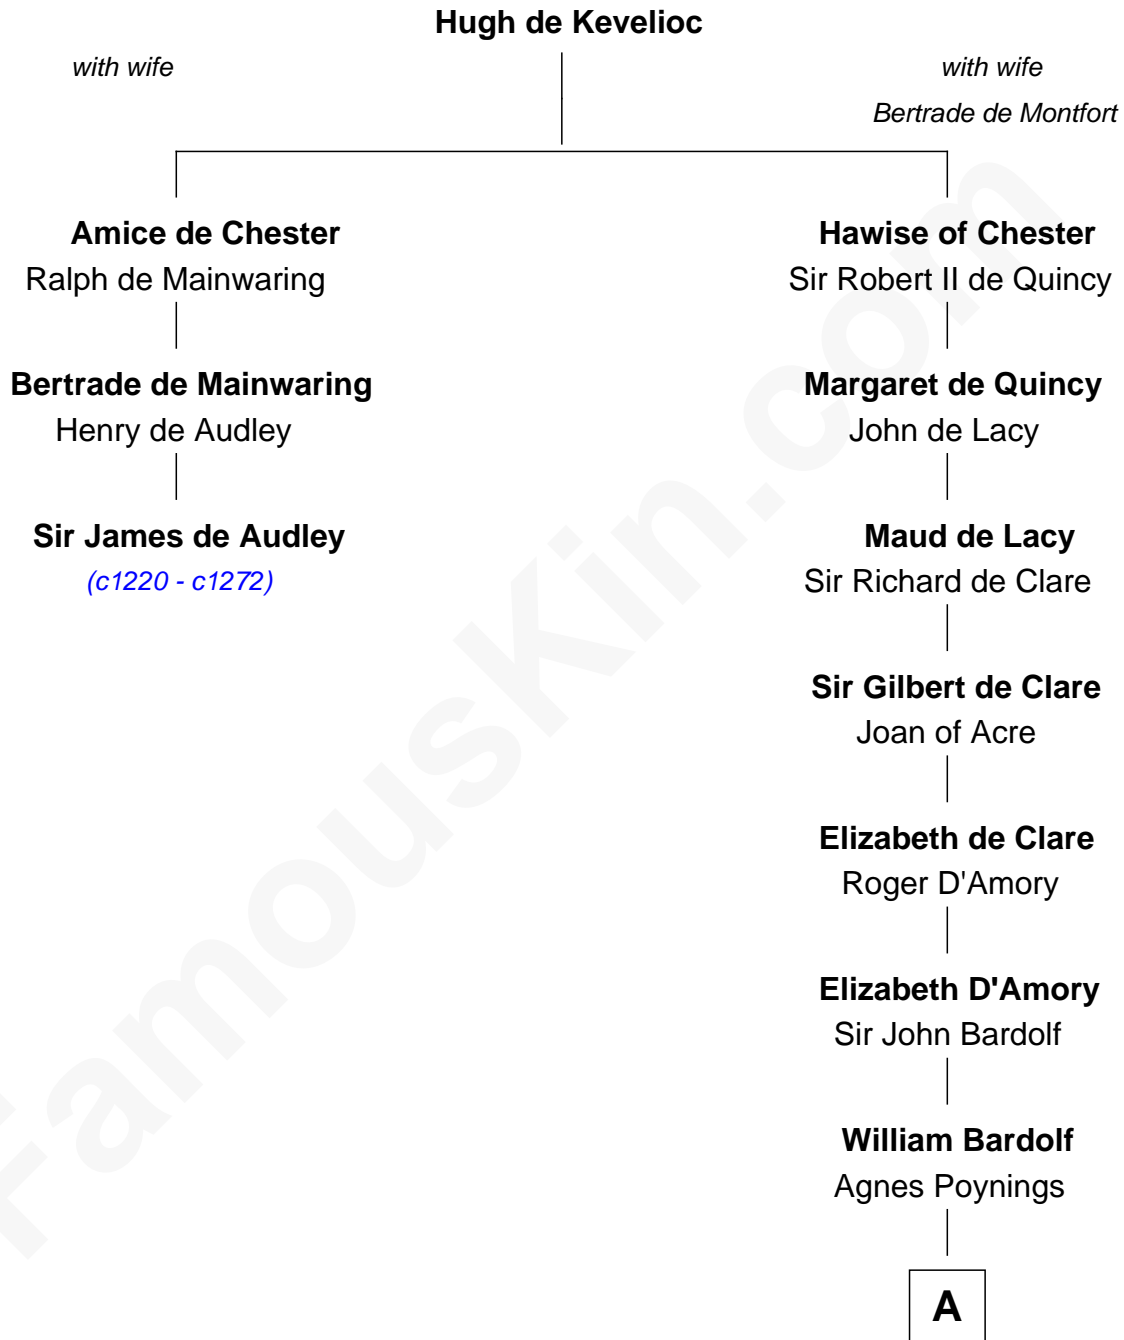 Hugh de Kevelioc
with wife
with wife
Bertrade de Montfort
Amice de Chester
Ralph de Mainwaring
Hawise of Chester
Sir Robert II de Quincy
Bertrade de Mainwaring
Henry de Audley
Margaret de Quincy
John de Lacy
Sir James de Audley
(c1220 - c1272)
Maud de Lacy
Sir Richard de Clare
Sir Gilbert de Clare
Joan of Acre
Elizabeth de Clare
Roger D'Amory
Elizabeth D'Amory
Sir John Bardolf
William Bardolf
Agnes Poynings
A
FamousKin.com